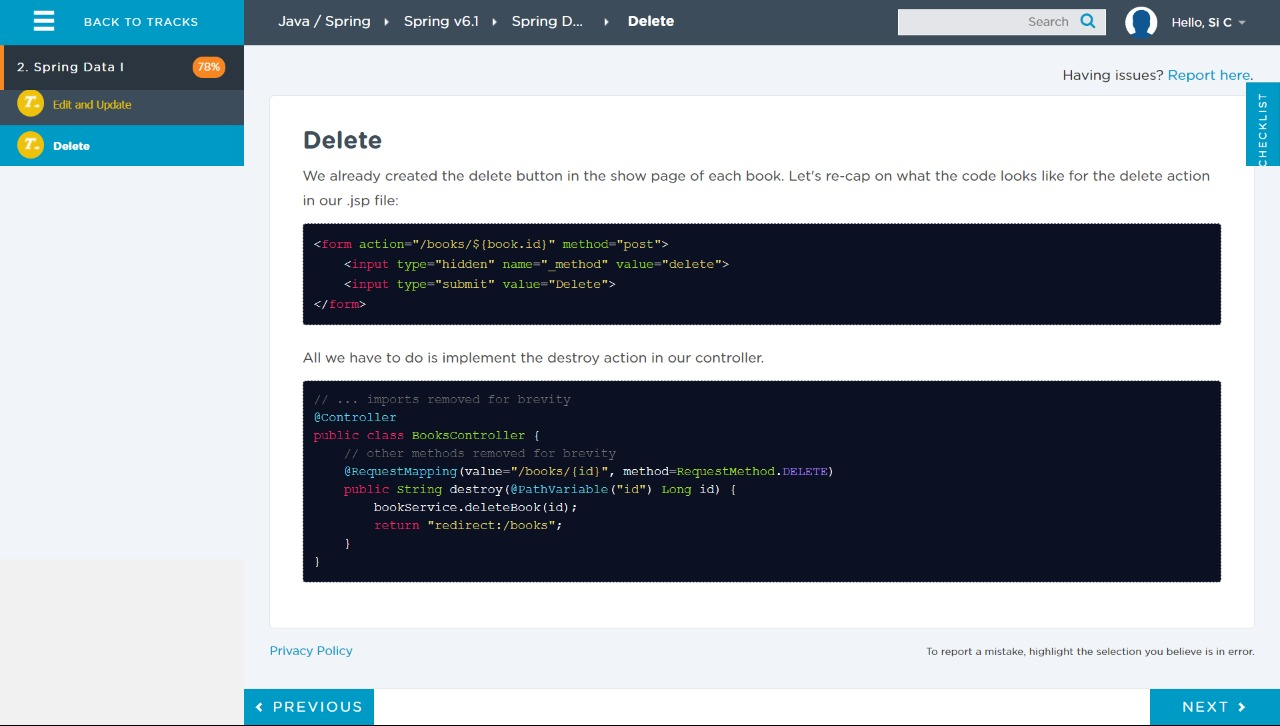 BACK TO TRACKS
Java / Spring Spring v6.1 Spring D... Delete
Search
Hello, Si C
2. Spring Data I 78%
T. Edit and Update
T. Delete
Having issues? Report here.
CHECKLIST
Delete
We already created the delete button in the show page of each book. Let's re-cap on what the code looks like for the delete action
in our .jsp file:
<form action="/books/${book.id}" method="post">
    <input type="hidden" name="_method" value="delete">
    <input type="submit" value="Delete">
</form>
All we have to do is implement the destroy action in our controller.
// ... imports removed for brevity
@Controller
public class BooksController {
    // other methods removed for brevity
    @RequestMapping(value="/books/{id}", method=RequestMethod.DELETE)
    public String destroy(@PathVariable("id") Long id) {
        bookService.deleteBook(id);
        return "redirect:/books";
    }
}
Privacy Policy
To report a mistake, highlight the selection you believe is in error.
PREVIOUS
NEXT